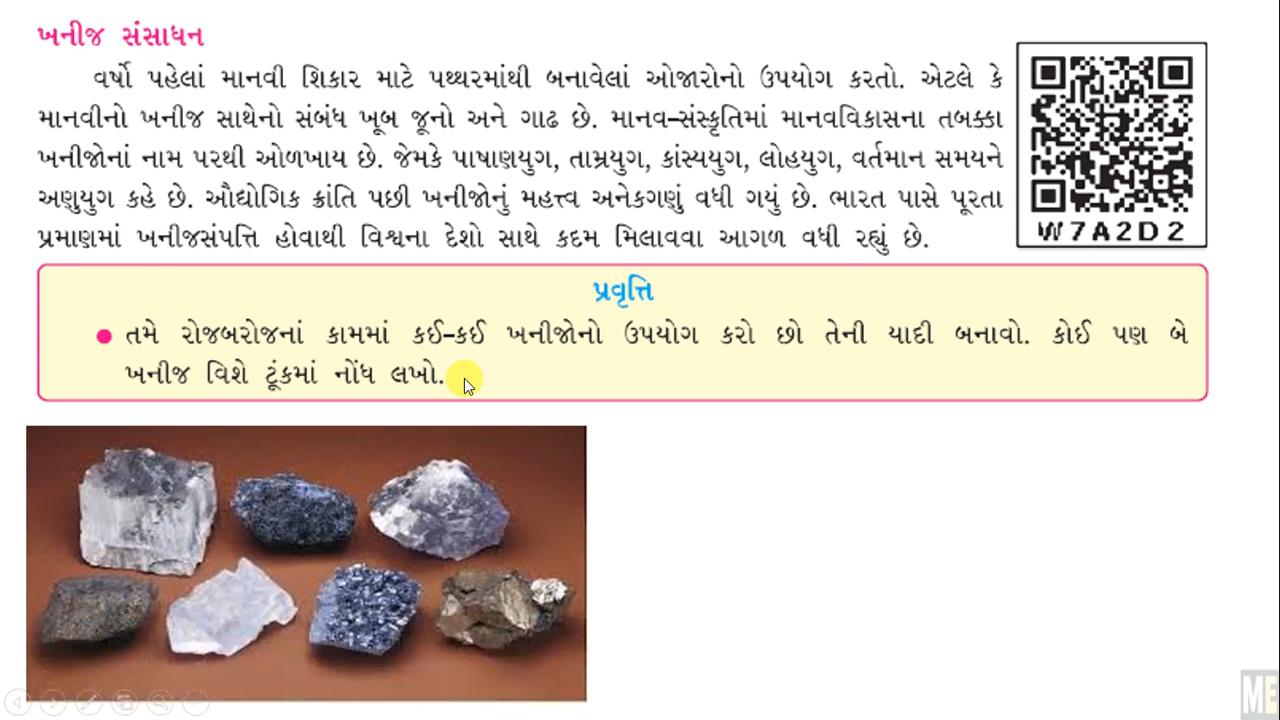 ખનીજ સંસાધન
વર્ષો પહેલાં માનવી શિકાર માટે પથ્થરમાંથી બનાવેલાં ઓજારોનો ઉપયોગ કરતો. એટલે કે
માનવીનો ખનીજ સાથેનો સંબંધ ખૂબ જૂનો અને ગાઢ છે. માનવ–સંસ્કૃતિમાં માનવવિકાસના તબક્કા
ખનીજોનાં નામ પરથી ઓળખાય છે. જેમકે પાષાણયુગ, તામ્રયુગ, કાંસ્યયુગ, લોહયુગ, વર્તમાન સમયને
અણુયુગ કહે છે. ઔદ્યોગિક ક્રાંતિ પછી ખનીજોનું મહત્ત્વ અનેકગણું વધી ગયું છે. ભારત પાસે પૂરતા
પ્રમાણમાં ખનીજસંપત્તિ હોવાથી વિશ્વના દેશો સાથે કદમ મિલાવવા આગળ વધી રહ્યું છે.
W7A2D2
પ્રવૃત્તિ
● તમે રોજબરોજનાં કામમાં કઈ–કઈ ખનીજોનો ઉપયોગ કરો છો તેની યાદી બનાવો. કોઈ પણ બે
ખનીજ વિશે ટૂંકમાં નોંધ લખો.
ME